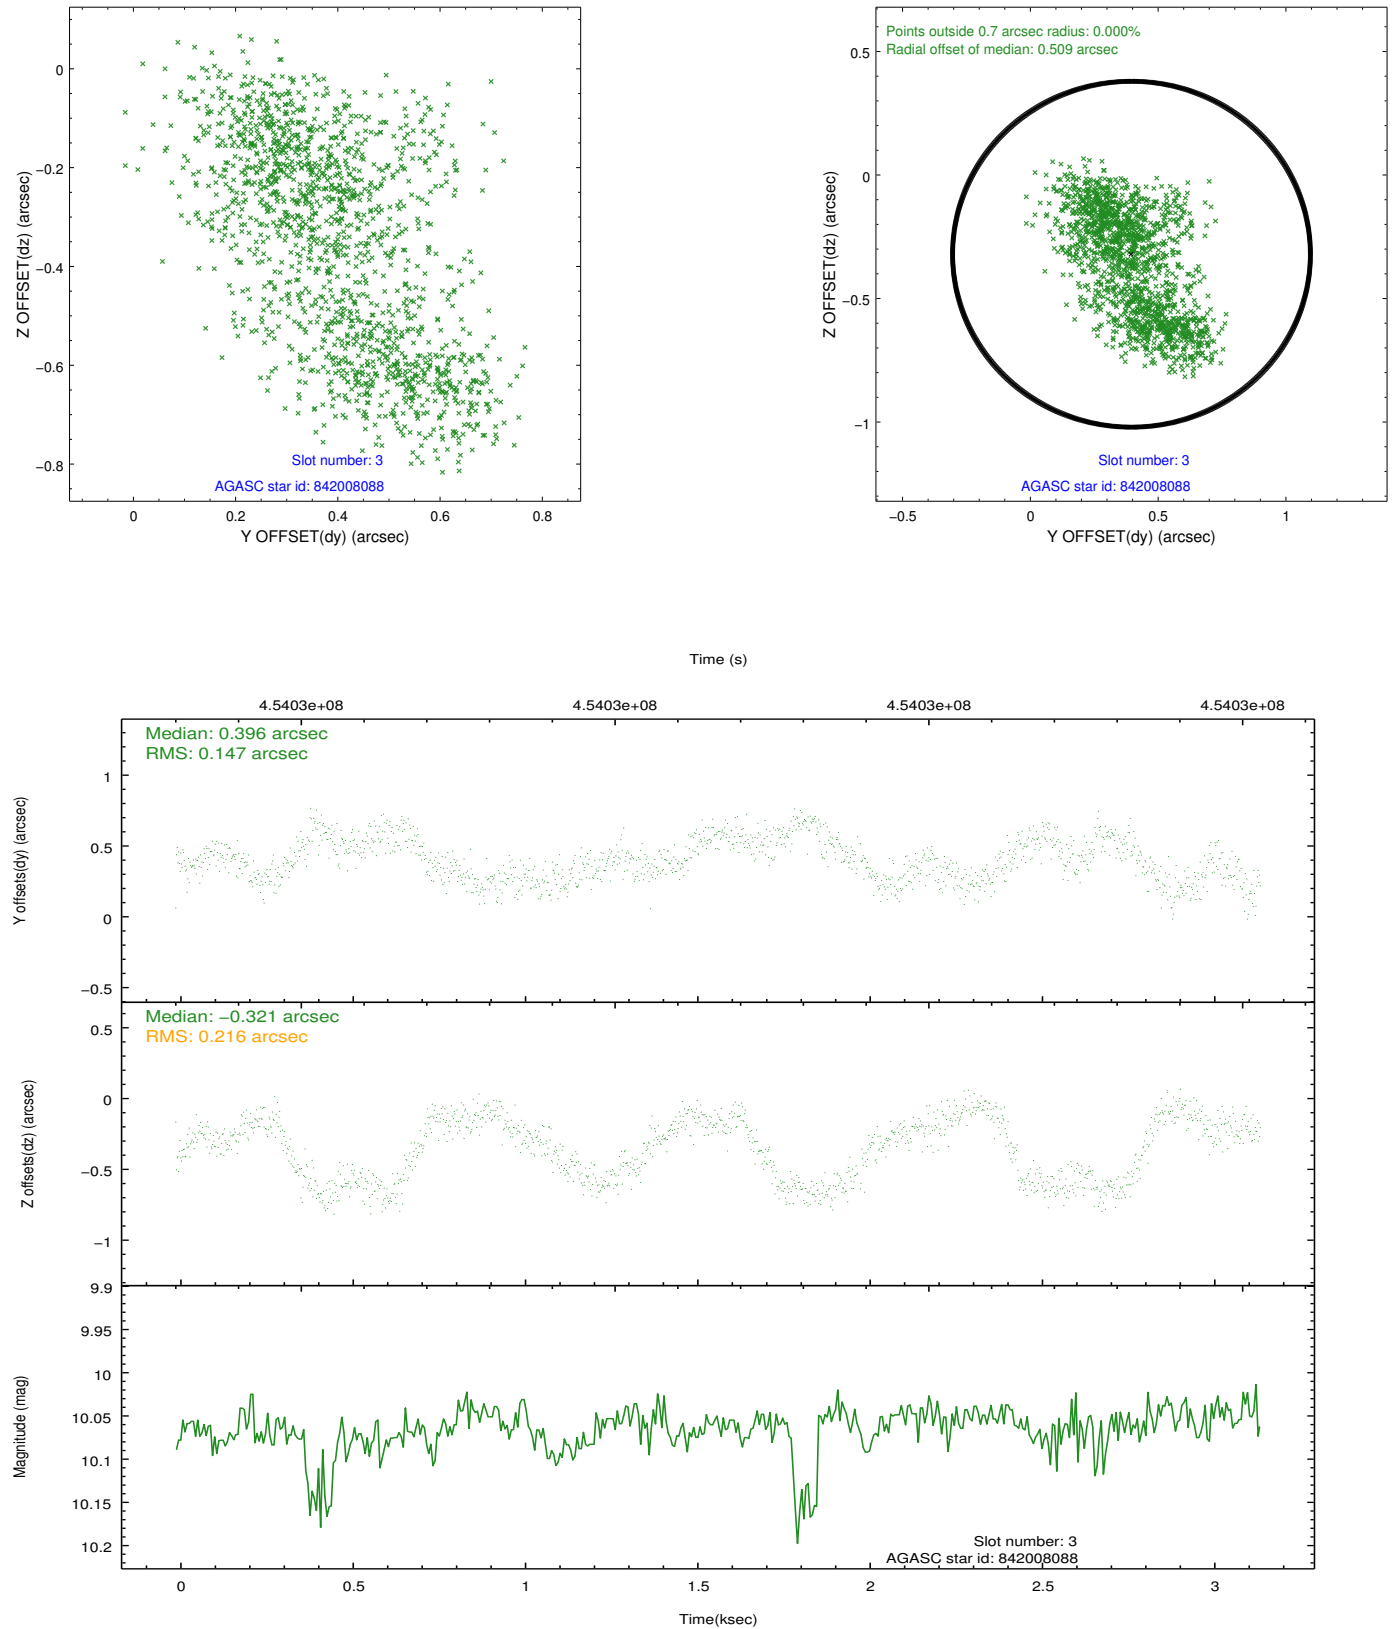 0
−0.2
−0.4
−0.6
−0.8
Z OFFSET(dz) (arcsec)
Slot number: 3
AGASC star id: 842008088
0 0.2 0.4 0.6 0.8
Y OFFSET(dy) (arcsec)
Points outside 0.7 arcsec radius: 0.000%
Radial offset of median: 0.509 arcsec
0.5
0
−0.5
−1
Z OFFSET(dz) (arcsec)
Slot number: 3
AGASC star id: 842008088
−0.5 0 0.5 1
Y OFFSET(dy) (arcsec)
Time (s)
4.5403e+08 4.5403e+08 4.5403e+08 4.5403e+08
Median: 0.396 arcsec
RMS: 0.147 arcsec
1
0.5
0
−0.5
Y offsets(dy) (arcsec)
Median: −0.321 arcsec
RMS: 0.216 arcsec
0.5
0
−0.5
−1
Z offsets(dz) (arcsec)
9.9
9.95
10
10.05
10.1
10.15
10.2
Magnitude (mag)
Slot number: 3
AGASC star id: 842008088
0 0.5 1 1.5 2 2.5 3
Time(ksec)